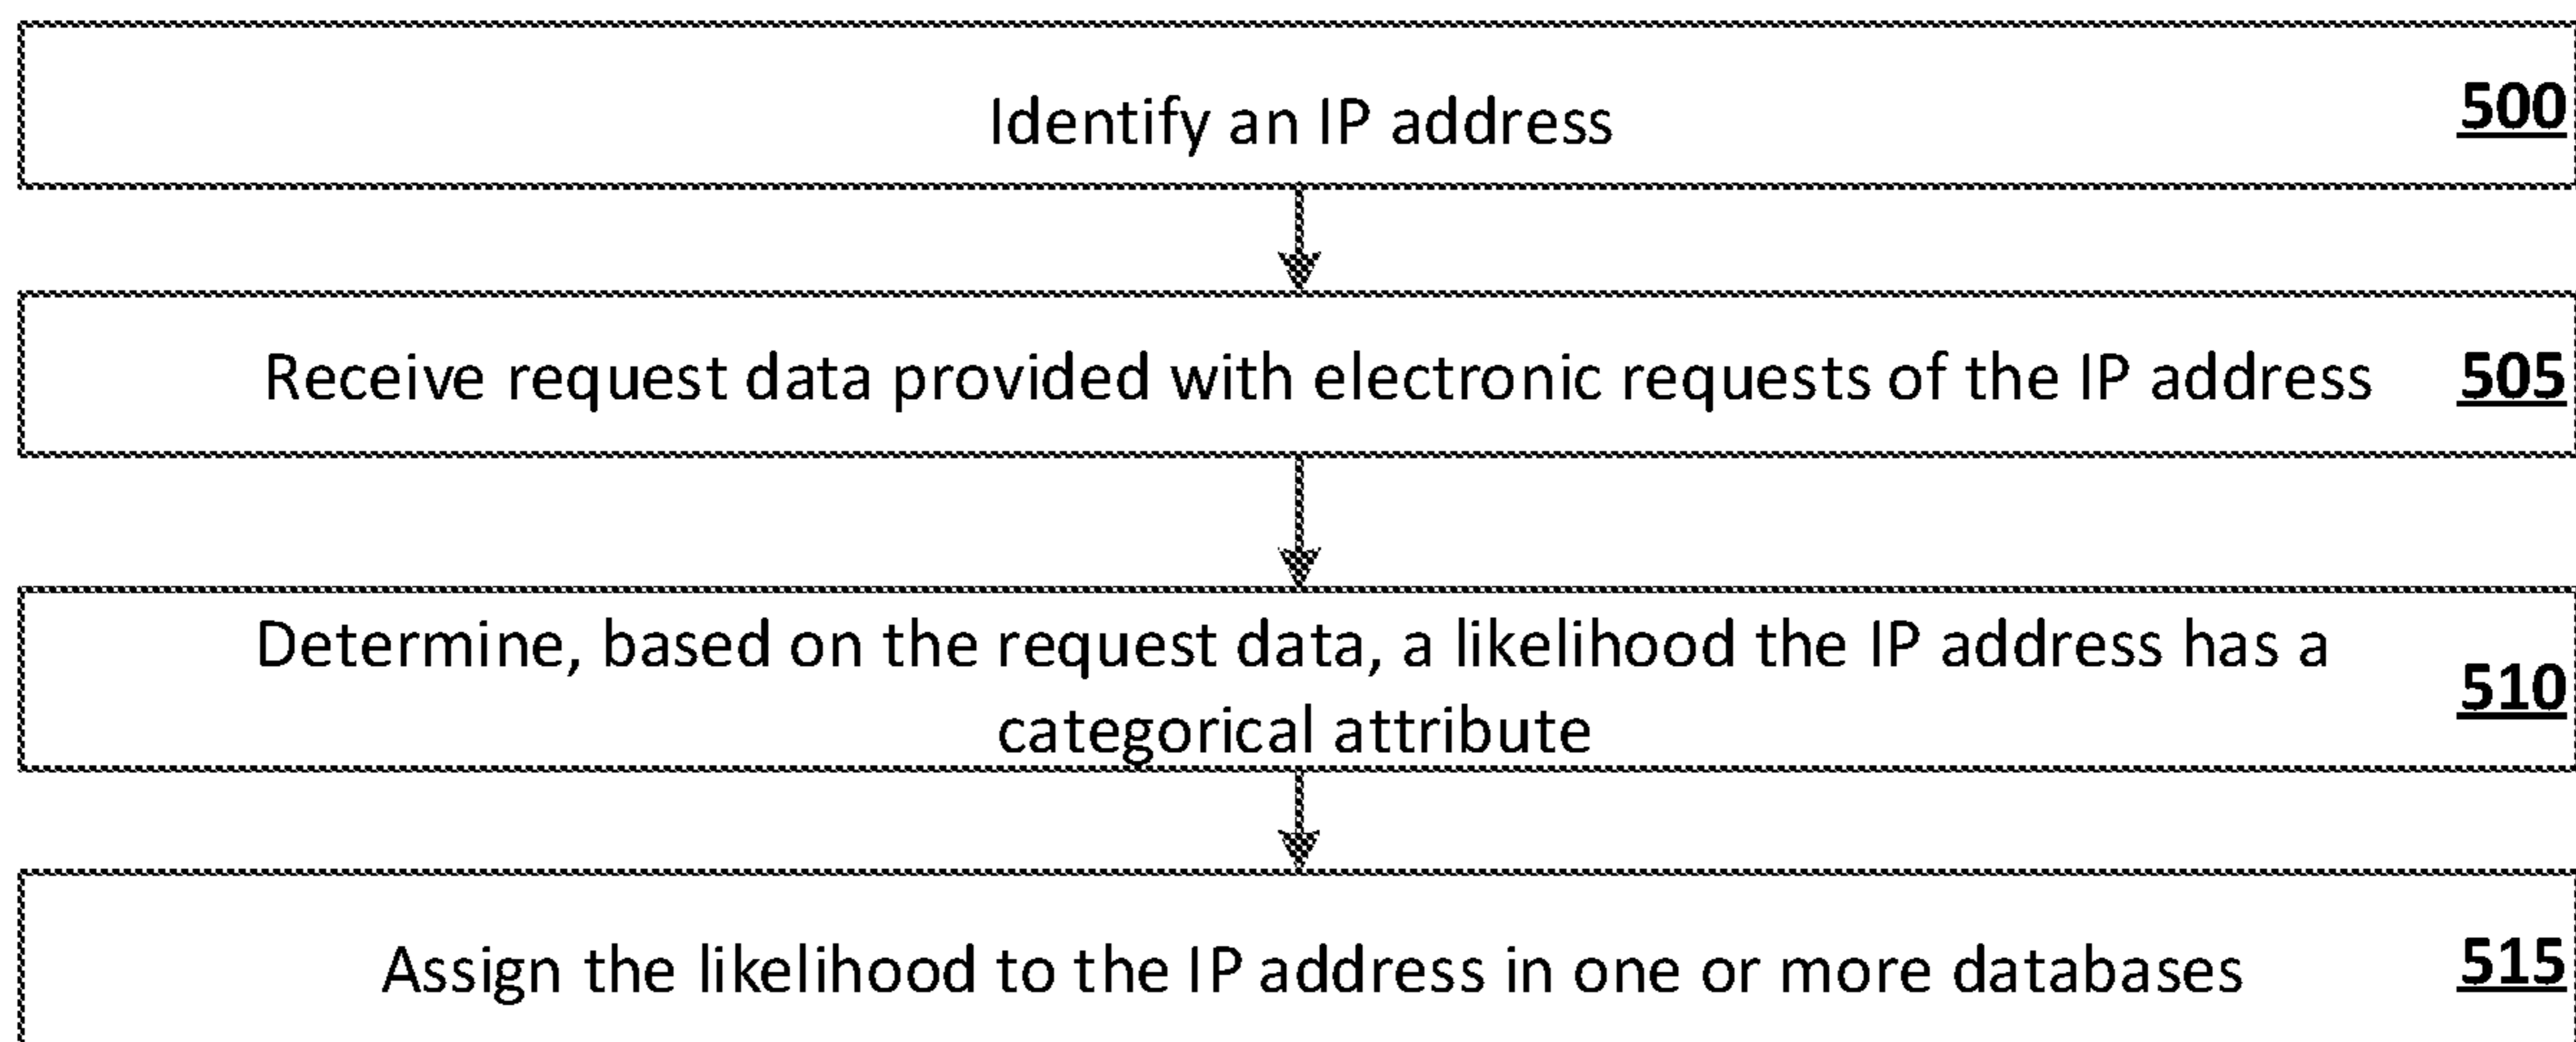 Identify an IP address 500
Receive request data provided with electronic requests of the IP address 505
Determine, based on the request data, a likelihood the IP address has a
categorical attribute 510
Assign the likelihood to the IP address in one or more databases 515